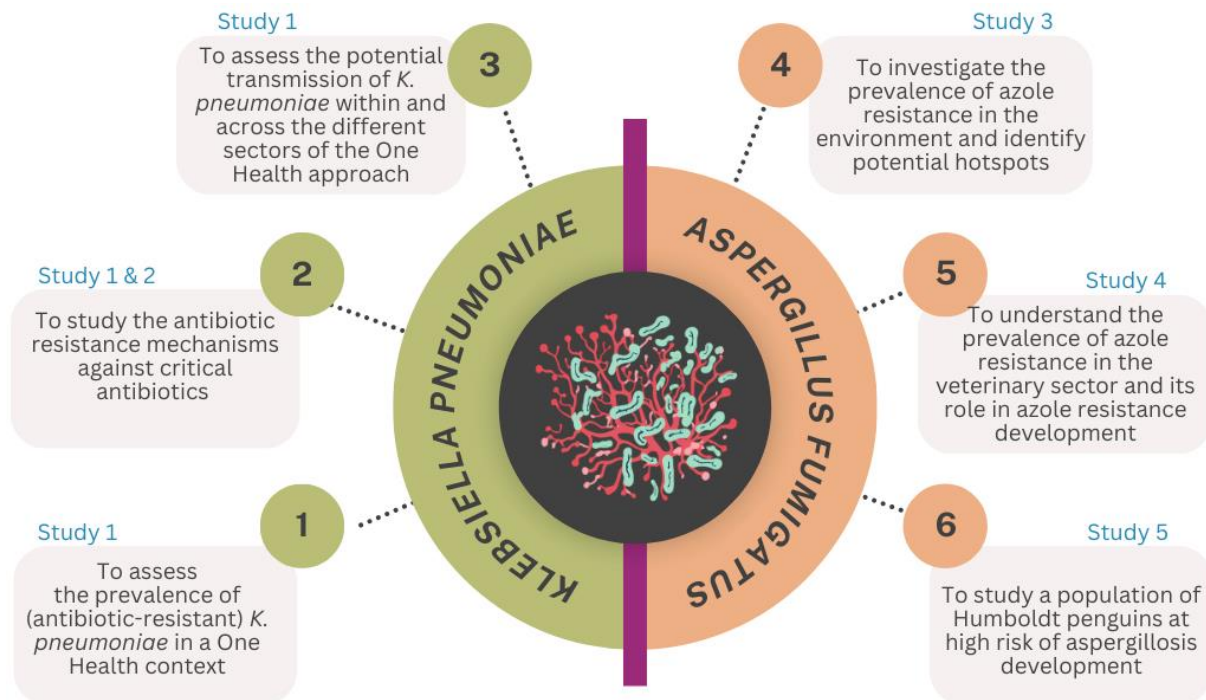 Study 1
3
To assess the potential
transmission of K.
pneumoniae within and
across the different
sectors of the One
Health approach
Study 1 & 2
2
To study the antibiotic
resistance mechanisms
against critical
antibiotics
Study 1
1
To assess
the prevalence of
(antibiotic-resistant) K.
pneumoniae in a One
Health context
KLEBSIELLA PNEUMONIAE
ASPERGILLUS FUMIGATUS
4
Study 3
To investigate the
prevalence of azole
resistance in the
environment and identify
potential hotspots
5
Study 4
To understand the
prevalence of azole
resistance in the
veterinary sector and its
role in azole resistance
development
6
Study 5
To study a population of
Humboldt penguins at
high risk of aspergillosis
development